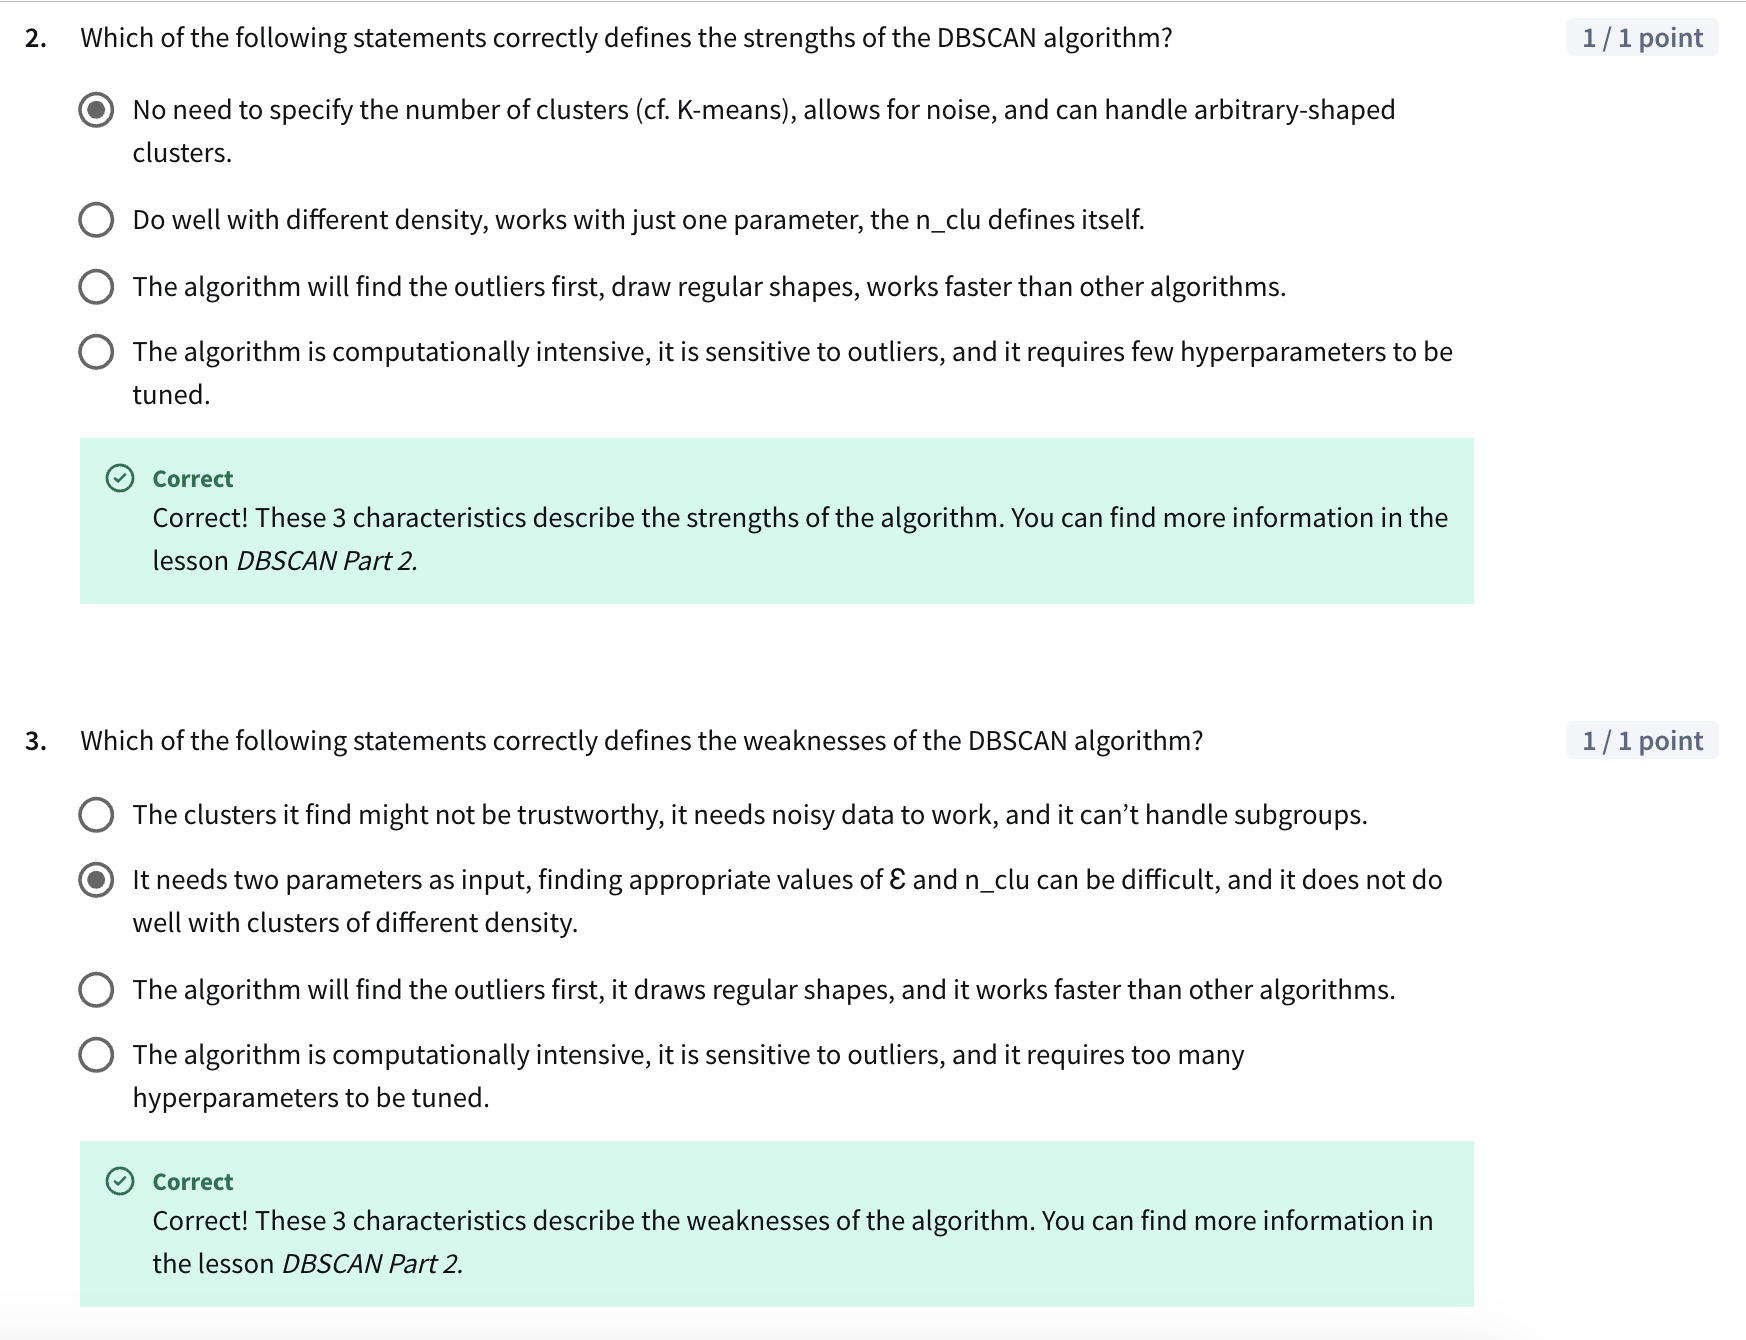 2. Which of the following statements correctly defines the strengths of the DBSCAN algorithm? 1 / 1 point
No need to specify the number of clusters (cf. K-means), allows for noise, and can handle arbitrary-shaped
clusters.
Do well with different density, works with just one parameter, the n_clu defines itself.
The algorithm will find the outliers first, draw regular shapes, works faster than other algorithms.
The algorithm is computationally intensive, it is sensitive to outliers, and it requires few hyperparameters to be
tuned.
Correct
Correct! These 3 characteristics describe the strengths of the algorithm. You can find more information in the
lesson DBSCAN Part 2.
3. Which of the following statements correctly defines the weaknesses of the DBSCAN algorithm? 1 / 1 point
The clusters it find might not be trustworthy, it needs noisy data to work, and it can’t handle subgroups.
It needs two parameters as input, finding appropriate values of Ɛ and n_clu can be difficult, and it does not do
well with clusters of different density.
The algorithm will find the outliers first, it draws regular shapes, and it works faster than other algorithms.
The algorithm is computationally intensive, it is sensitive to outliers, and it requires too many
hyperparameters to be tuned.
Correct
Correct! These 3 characteristics describe the weaknesses of the algorithm. You can find more information in
the lesson DBSCAN Part 2.